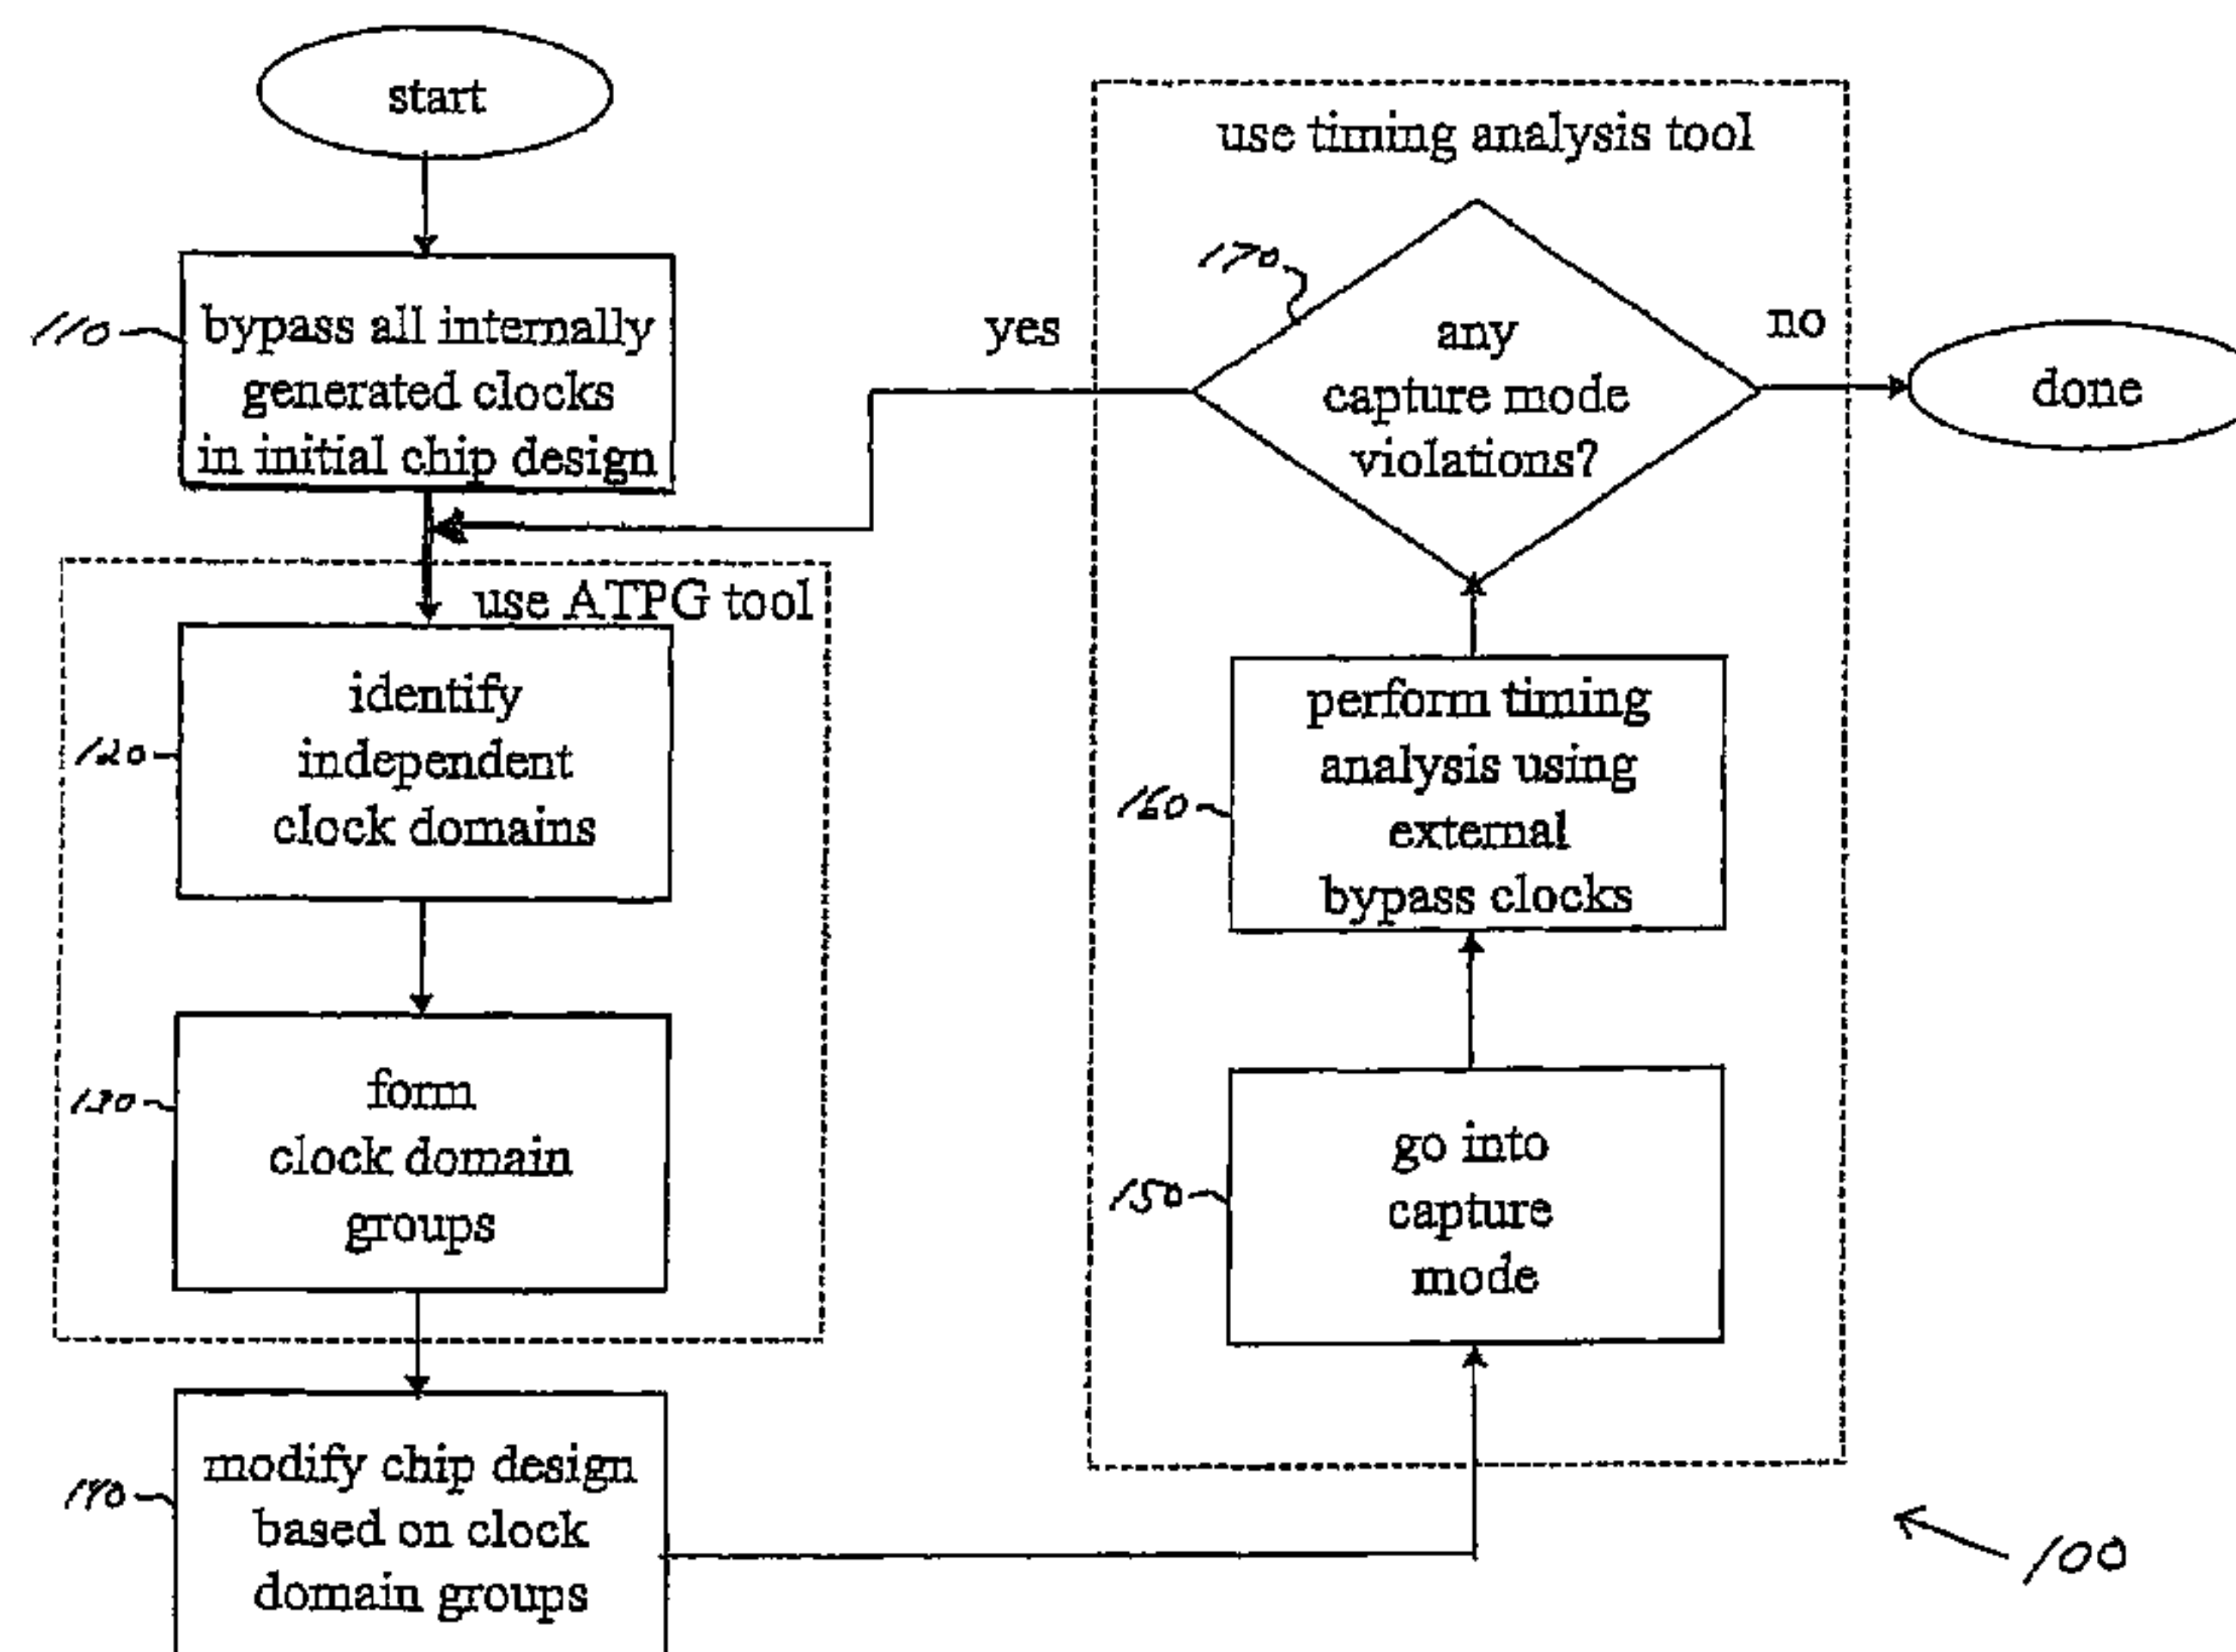 start
110
bypass all internally
generated clocks
in initial chip design
use ATPG tool
120
identify
independent
clock domains
130
form
clock domain
groups
140
modify chip design
based on clock
domain groups
use timing analysis tool
170
any
capture mode
violations?
yes
no
done
160
perform timing
analysis using
external
bypass clocks
150
go into
capture
mode
100